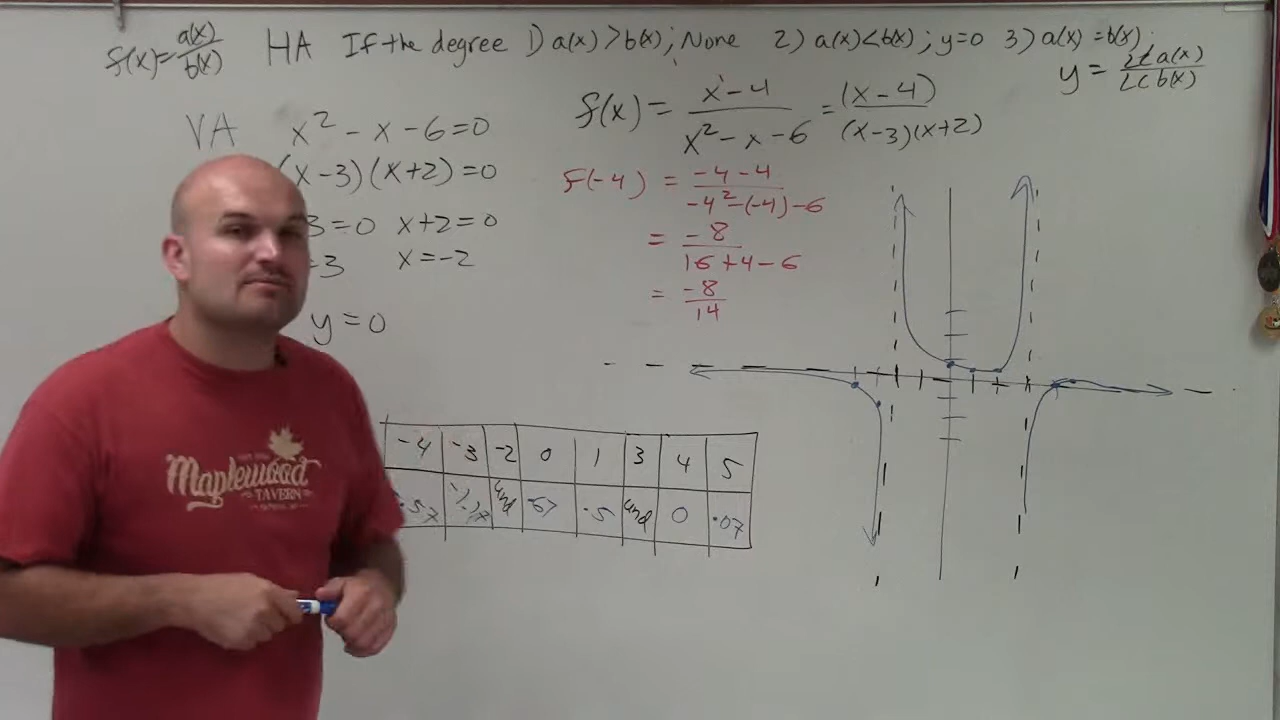 f(x)= a(x)/b(x) HA If the degree 1) a(x) > b(x); None 2) a(x) < b(x); y=0 3) a(x) = b(x);
y = LC a(x)/LC b(x)
VA x² - x - 6 = 0
(x-3)(x+2) = 0
3 = 0 x+2 = 0
-3 x = -2
y = 0
f(x) = x-4/x²-x-6 = (x-4)/(x-3)(x+2)
f(-4) = -4-4/-4²-(-4)-6
= -8/16+4-6
= -8/14
-4 -3 -2 0 1 3 4 5
.57 und .67 .5 und 0 .07
Maplewood
TAVERN